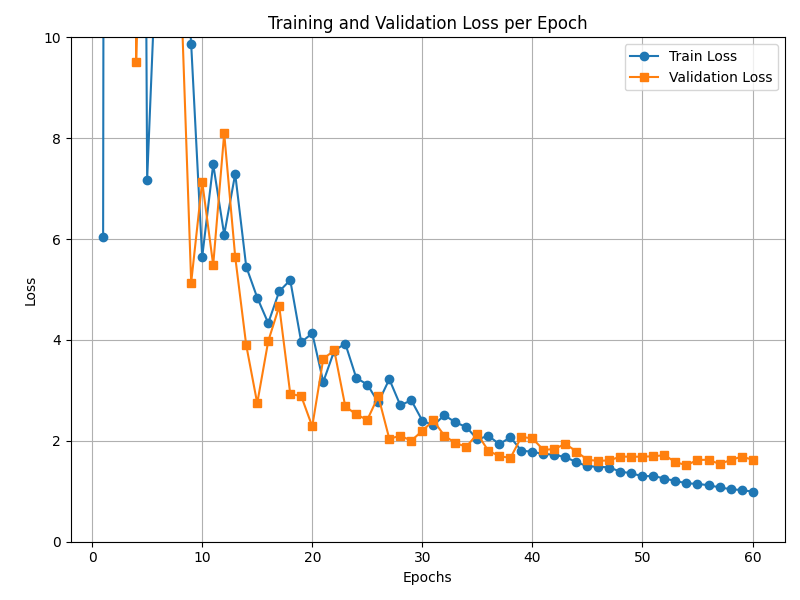 Training and Validation Loss per Epoch
Train Loss
Validation Loss
Loss
10
8
6
4
2
0
0 10 20 30 40 50 60
Epochs